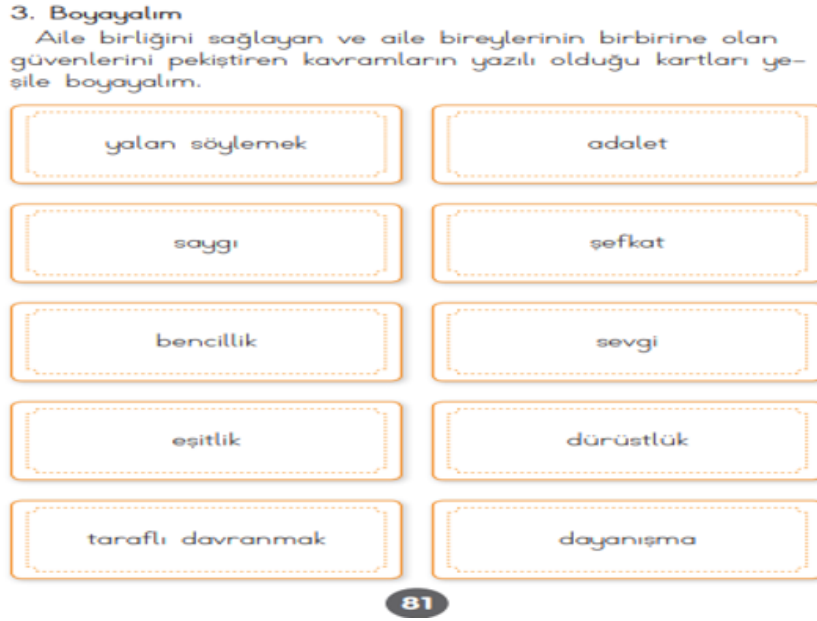 3. Boyayalım
Aile birliğini sağlayan ve aile bireylerinin birbirine olan
güvenlerini pekiştiren kavramların yazılı olduğu kartları ye-
şile boyayalım.
yalan söylemek
adalet
saygı
şefkat
bencillik
sevgi
eşitlik
dürüstlük
taraflı davranmak
dayanışma
81